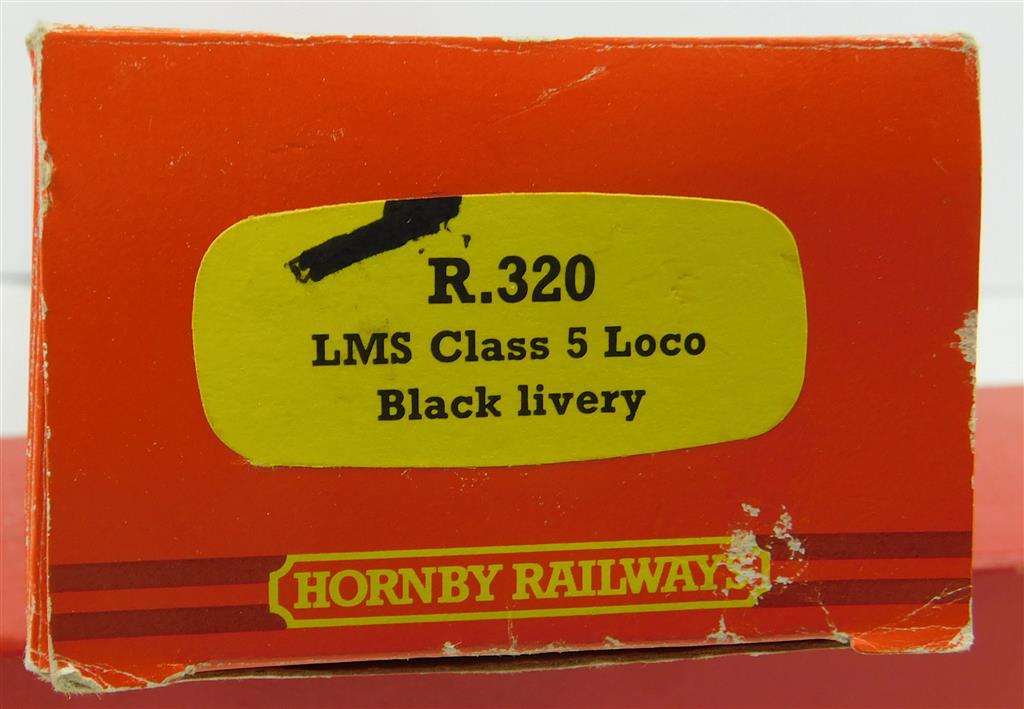 R.320
LMS Class 5 Loco
Black livery
HORNBY RAILWAYS